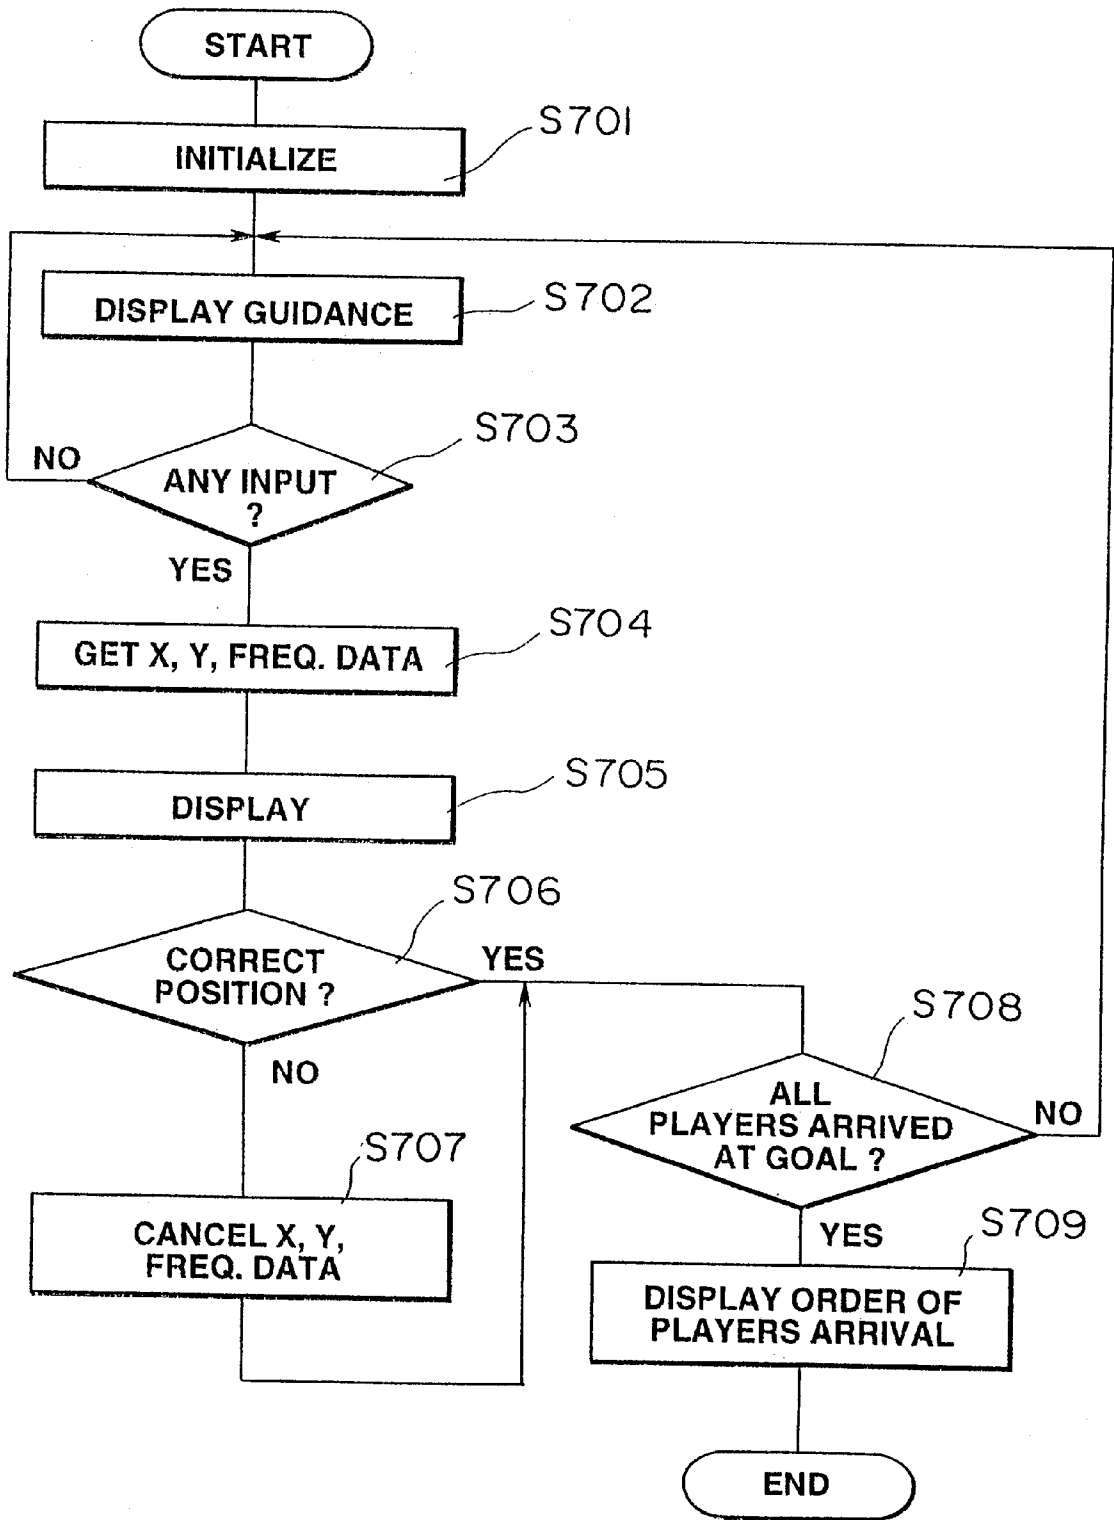 START
S701
INITIALIZE
S702
DISPLAY GUIDANCE
S703
NO
ANY INPUT
?
YES
S704
GET X, Y, FREQ. DATA
S705
DISPLAY
S706
CORRECT
POSITION ?
YES
NO
S708
ALL
PLAYERS ARRIVED
AT GOAL ?
NO
S707
CANCEL X, Y,
FREQ. DATA
YES
S709
DISPLAY ORDER OF
PLAYERS ARRIVAL
END